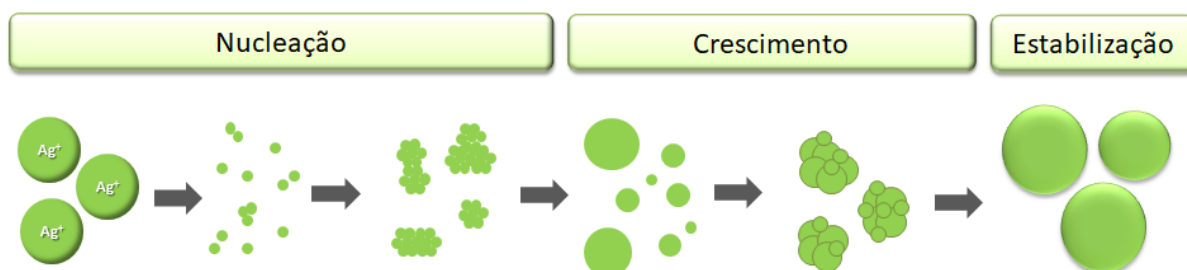 Nucleação
Crescimento
Estabilização
Ag⁺
Ag⁺
Ag⁺